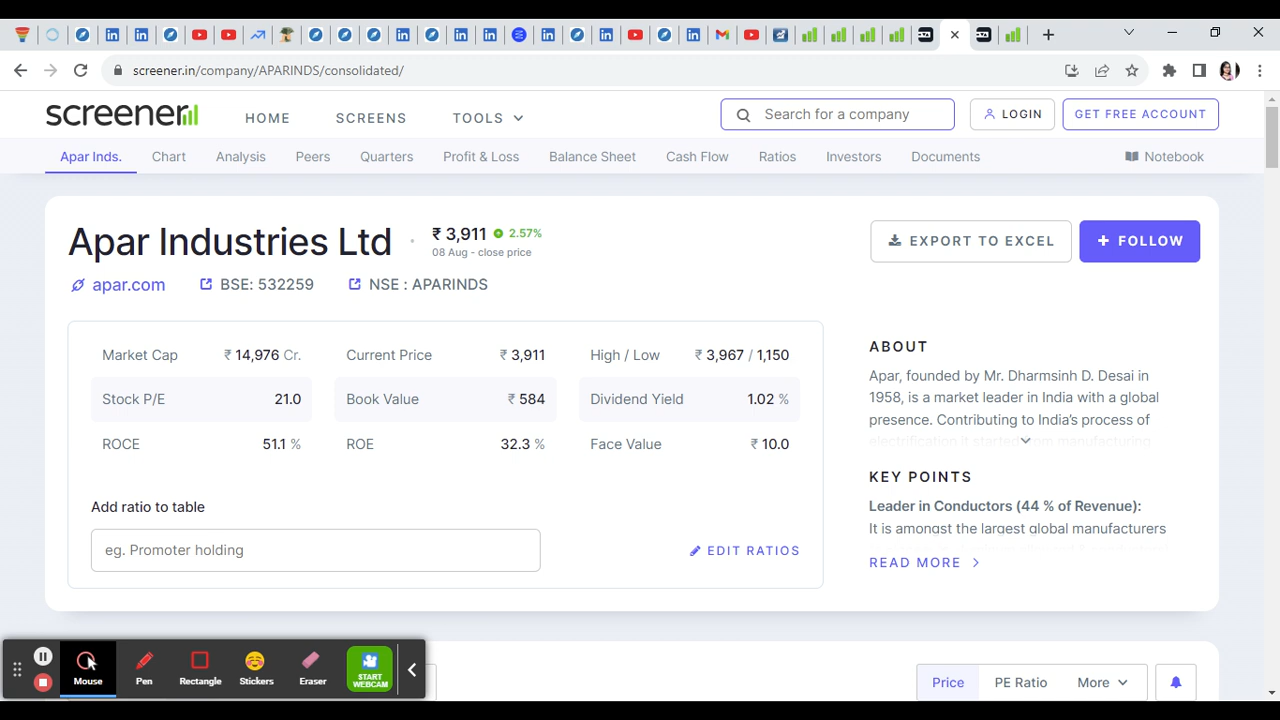 screener.in/company/APARINDS/consolidated/
screener
HOME
SCREENS
TOOLS
Search for a company
LOGIN
GET FREE ACCOUNT
Apar Inds.
Chart
Analysis
Peers
Quarters
Profit & Loss
Balance Sheet
Cash Flow
Ratios
Investors
Documents
Notebook
Apar Industries Ltd
₹ 3,911 2.57%
08 Aug - close price
EXPORT TO EXCEL
+ FOLLOW
apar.com
BSE: 532259
NSE : APARINDS
Market Cap ₹ 14,976 Cr.
Current Price ₹ 3,911
High / Low ₹ 3,967 / 1,150
Stock P/E 21.0
Book Value ₹ 584
Dividend Yield 1.02 %
ROCE 51.1 %
ROE 32.3 %
Face Value ₹ 10.0
Add ratio to table
eg. Promoter holding
EDIT RATIOS
ABOUT
Apar, founded by Mr. Dharmsinh D. Desai in
1958, is a market leader in India with a global
presence. Contributing to India's process of
electrification it started from manufacturing
KEY POINTS
Leader in Conductors (44 % of Revenue):
It is amongst the largest global manufacturers
READ MORE
Mouse
Pen
Rectangle
Stickers
Eraser
START
WEBCAM
Price
PE Ratio
More